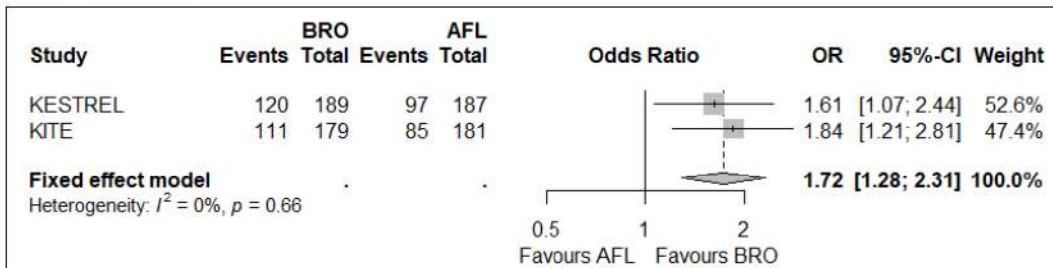 BRO AFL
Study Events Total Events Total Odds Ratio OR 95%-CI Weight
KESTREL 120 189 97 187 1.61 [1.07; 2.44] 52.6%
KITE 111 179 85 181 1.84 [1.21; 2.81] 47.4%
Fixed effect model . . 1.72 [1.28; 2.31] 100.0%
Heterogeneity: I² = 0%, p = 0.66
0.5 1 2
Favours AFL Favours BRO